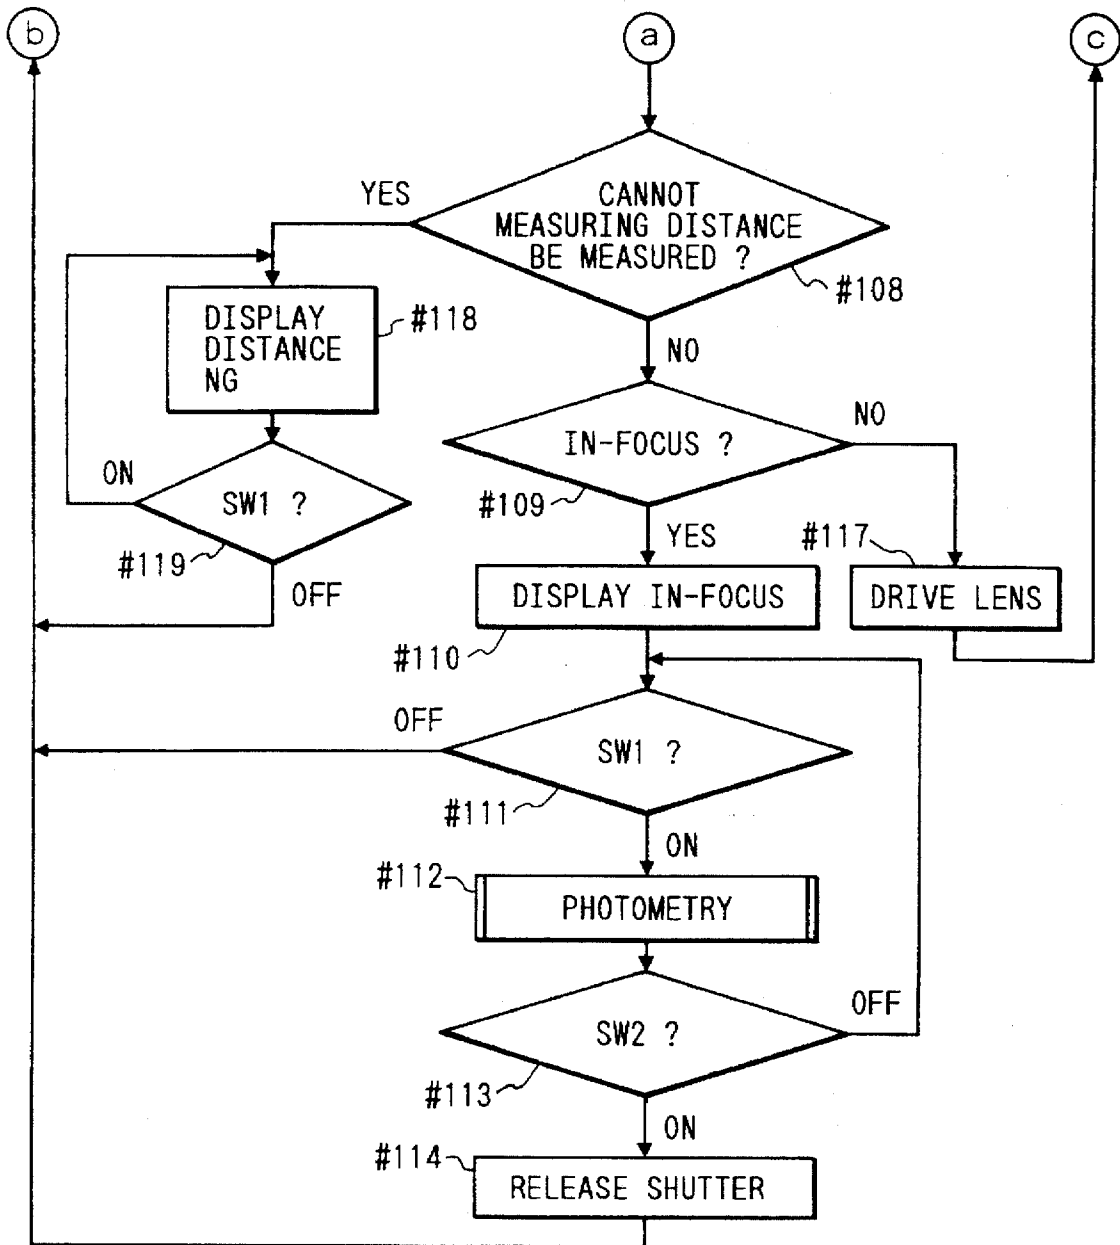 b
a
c
YES
CANNOT
MEASURING DISTANCE
BE MEASURED ?
#108
DISPLAY
DISTANCE
NG
#118
NO
IN-FOCUS ?
NO
#109
ON
SW1 ?
#119
OFF
YES
#117
DISPLAY IN-FOCUS
DRIVE LENS
#110
OFF
SW1 ?
#111
ON
#112
PHOTOMETRY
SW2 ?
OFF
#113
ON
#114
RELEASE SHUTTER